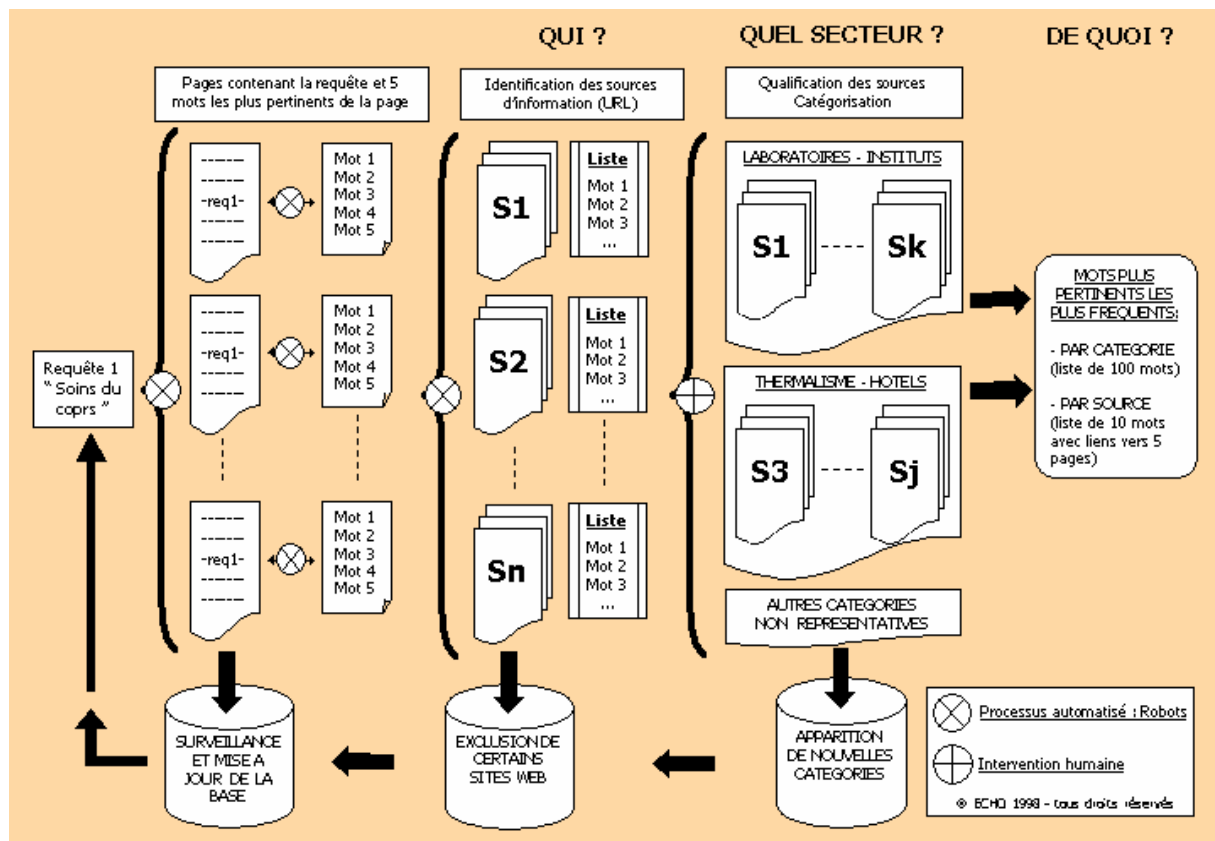 QUI ?
QUEL SECTEUR ?
DE QUOI ?
Pages contenant la requête et 5
mots les plus pertinents de la page
Identification des sources
d'information (URL)
Qualification des sources
Catégorisation
Requête 1
" Soins du
coprs "
------
------
-req1-
------
------
Mot 1
Mot 2
Mot 3
Mot 4
Mot 5
------
------
-req1-
------
------
Mot 1
Mot 2
Mot 3
Mot 4
Mot 5
------
------
-req1-
------
------
Mot 1
Mot 2
Mot 3
Mot 4
Mot 5
S1
Liste
Mot 1
Mot 2
Mot 3
...
S2
Liste
Mot 1
Mot 2
Mot 3
...
Sn
Liste
Mot 1
Mot 2
Mot 3
...
LABORATOIRES - INSTITUTS
S1
Sk
THERMALISME - HOTELS
S3
Sj
AUTRES CATEGORIES
NON REPRESENTATIVES
MOTS PLUS
PERTINENTS LES
PLUS FREQUENTS:
- PAR CATEGORIE
(liste de 100 mots)
- PAR SOURCE
(liste de 10 mots
avec liens vers 5
pages)
SURVEILLANCE
ET MISE A
JOUR DE LA
BASE
EXCLUSION DE
CERTAINS
SITES WEB
APPARITION
DE NOUVELLES
CATEGORIES
Processus automatisé : Robots
Intervention humaine
® ECHO 1998 - tous droits réservés